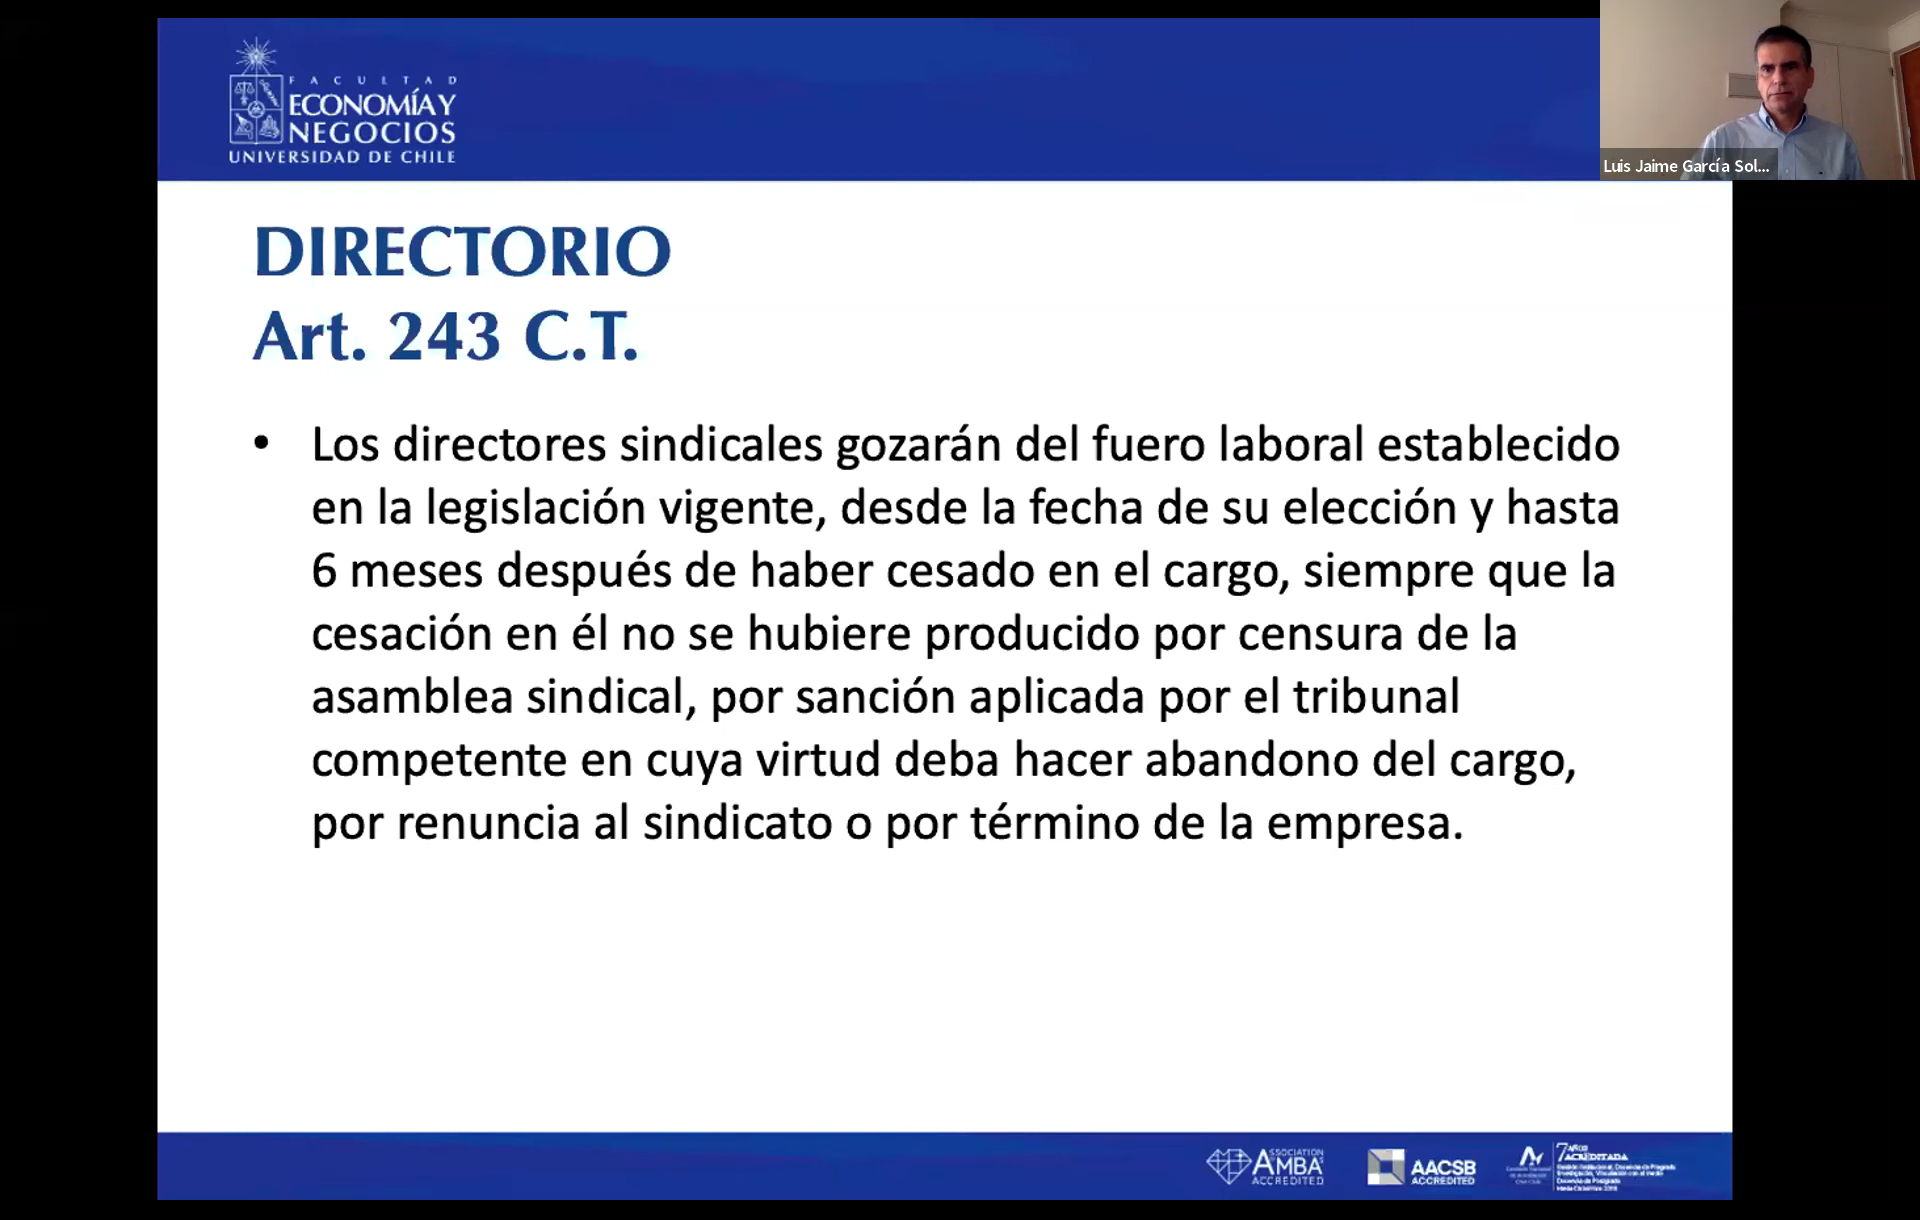 FACULTAD
ECONOMÍA Y
NEGOCIOS
UNIVERSIDAD DE CHILE
Luis Jaime García Sol...
DIRECTORIO
Art. 243 C.T.
• Los directores sindicales gozarán del fuero laboral establecido
en la legislación vigente, desde la fecha de su elección y hasta
6 meses después de haber cesado en el cargo, siempre que la
cesación en él no se hubiere producido por censura de la
asamblea sindical, por sanción aplicada por el tribunal
competente en cuya virtud deba hacer abandono del cargo,
por renuncia al sindicato o por término de la empresa.
ASSOCIATION
AMBA'S
ACCREDITED
AACSB
ACCREDITED
7 AÑOS
ACREDITADA